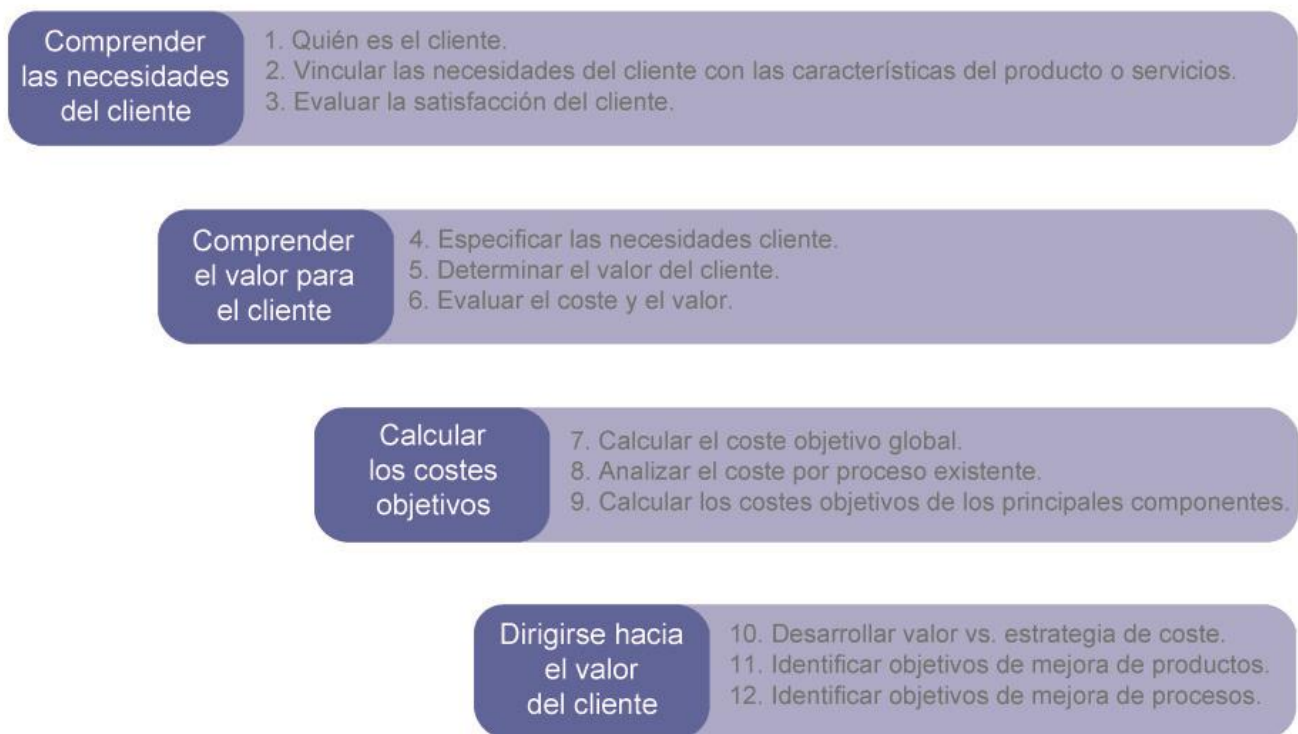 Comprender
las necesidades
del cliente
1. Quién es el cliente.
2. Vincular las necesidades del cliente con las características del producto o servicios.
3. Evaluar la satisfacción del cliente.
Comprender
el valor para
el cliente
4. Especificar las necesidades cliente.
5. Determinar el valor del cliente.
6. Evaluar el coste y el valor.
Calcular
los costes
objetivos
7. Calcular el coste objetivo global.
8. Analizar el coste por proceso existente.
9. Calcular los costes objetivos de los principales componentes.
Dirigirse hacia
el valor
del cliente
10. Desarrollar valor vs. estrategia de coste.
11. Identificar objetivos de mejora de productos.
12. Identificar objetivos de mejora de procesos.